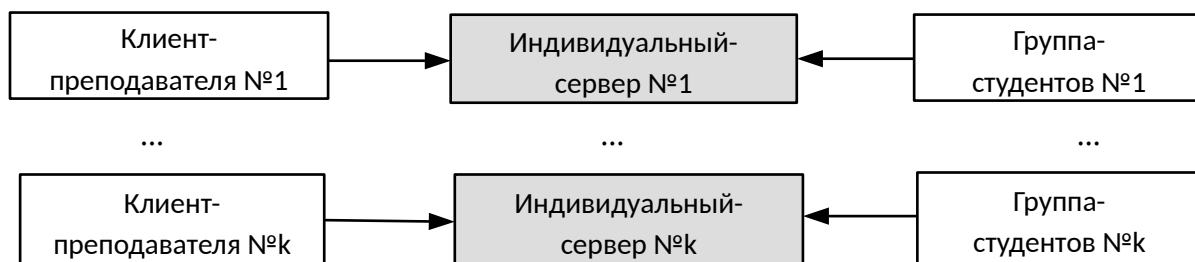 Клиент-
преподавателя №1
Индивидуальный-
сервер №1
Группа-
студентов №1
... ... ...
Клиент-
преподавателя №k
Индивидуальный-
сервер №k
Группа-
студентов №k